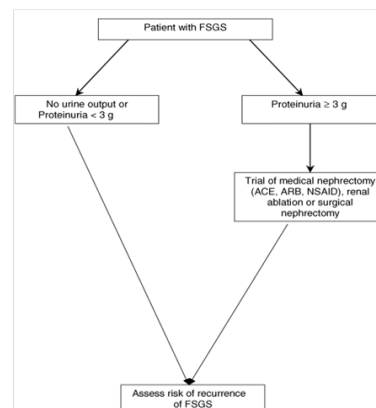 Patient with FSGS
No urine output or
Proteinuria < 3 g
Proteinuria ≥ 3 g
Trial of medical nephrectomy
(ACE, ARB, NSAID), renal
ablation or surgical
nephrectomy
Assess risk of recurrence
of FSGS